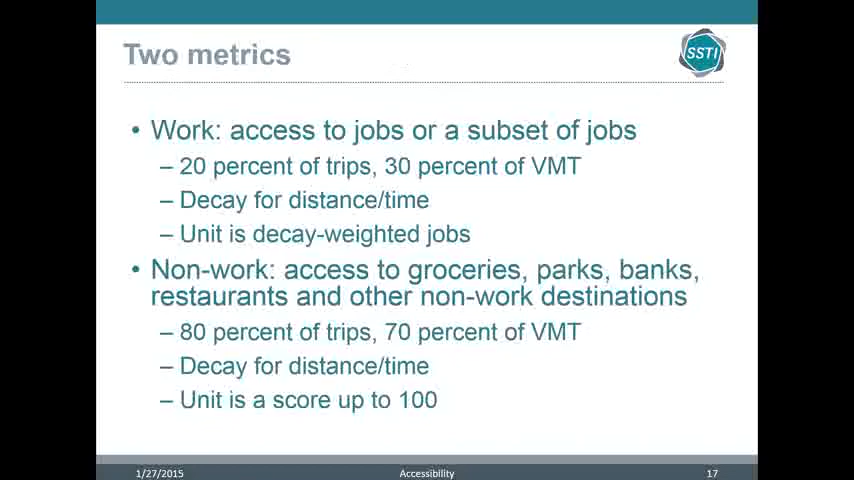 Two metrics
SSTI
• Work: access to jobs or a subset of jobs
– 20 percent of trips, 30 percent of VMT
– Decay for distance/time
– Unit is decay-weighted jobs
• Non-work: access to groceries, parks, banks,
restaurants and other non-work destinations
– 80 percent of trips, 70 percent of VMT
– Decay for distance/time
– Unit is a score up to 100
1/27/2015 Accessibility 17